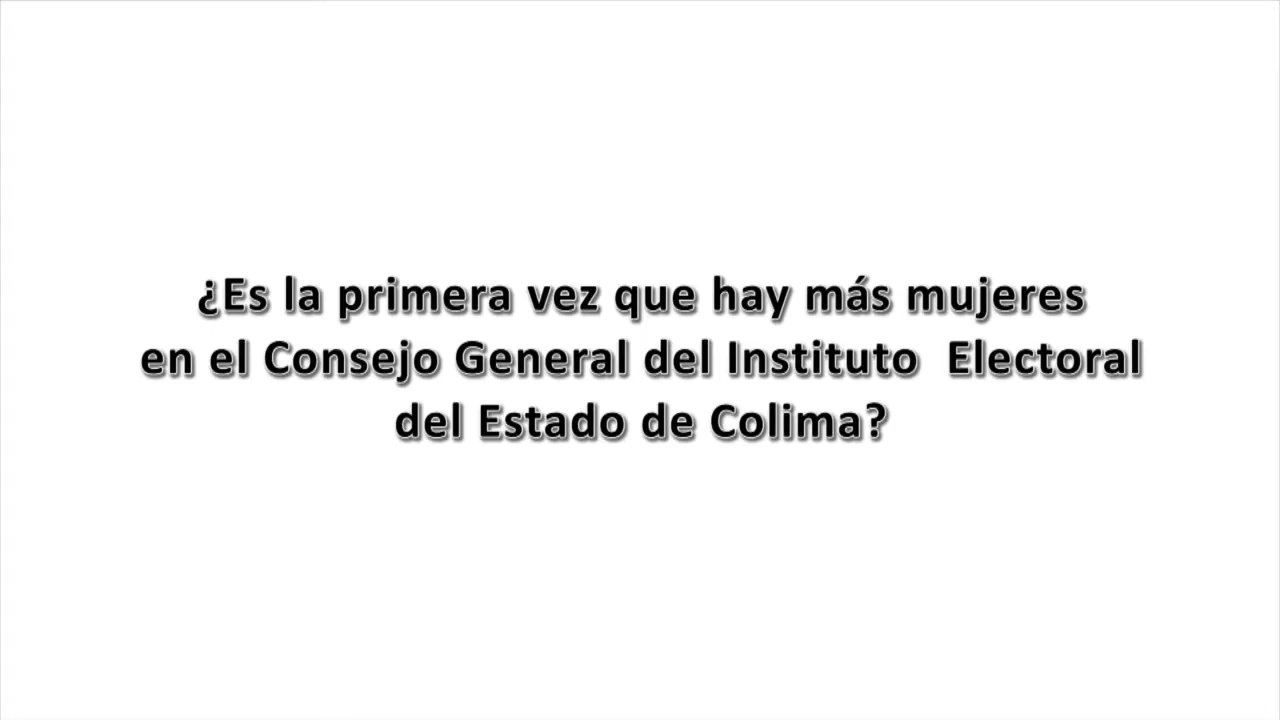 ¿Es la primera vez que hay más mujeres
en el Consejo General del Instituto  Electoral
del Estado de Colima?